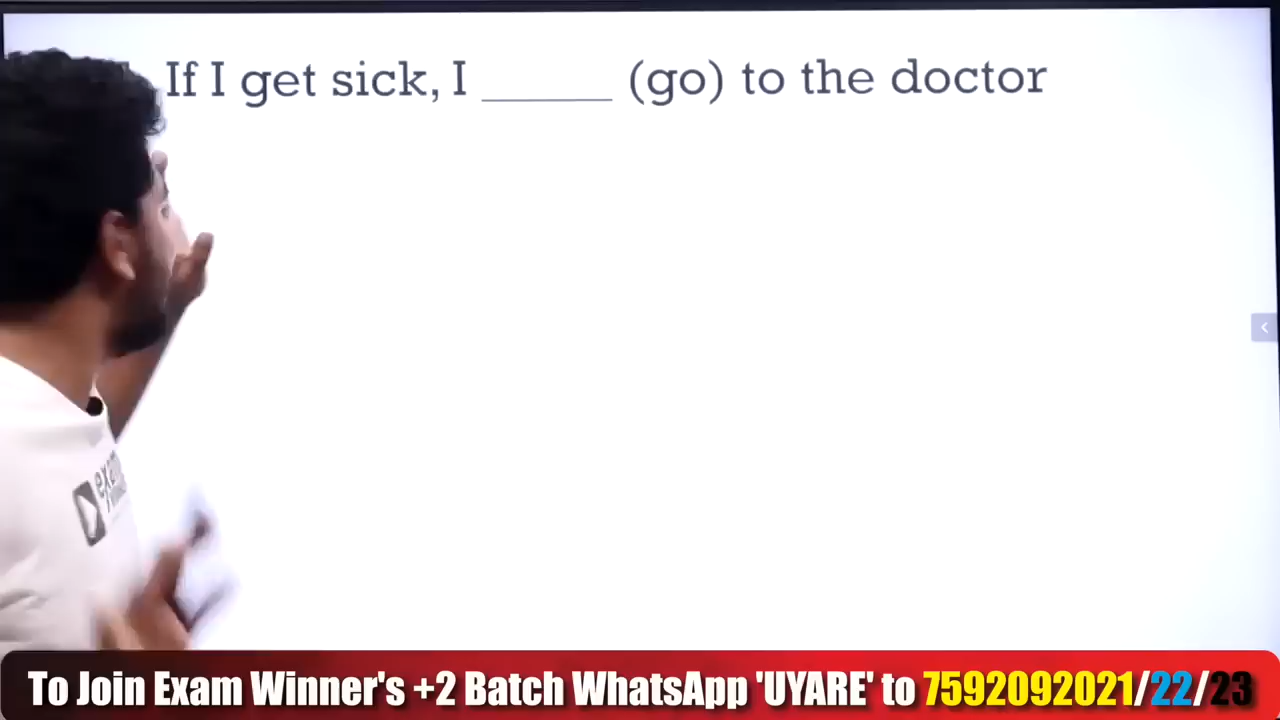 If I get sick, I ______ (go) to the doctor
exam
To Join Exam Winner's +2 Batch WhatsApp 'UYARE' to 7592092021/22/23